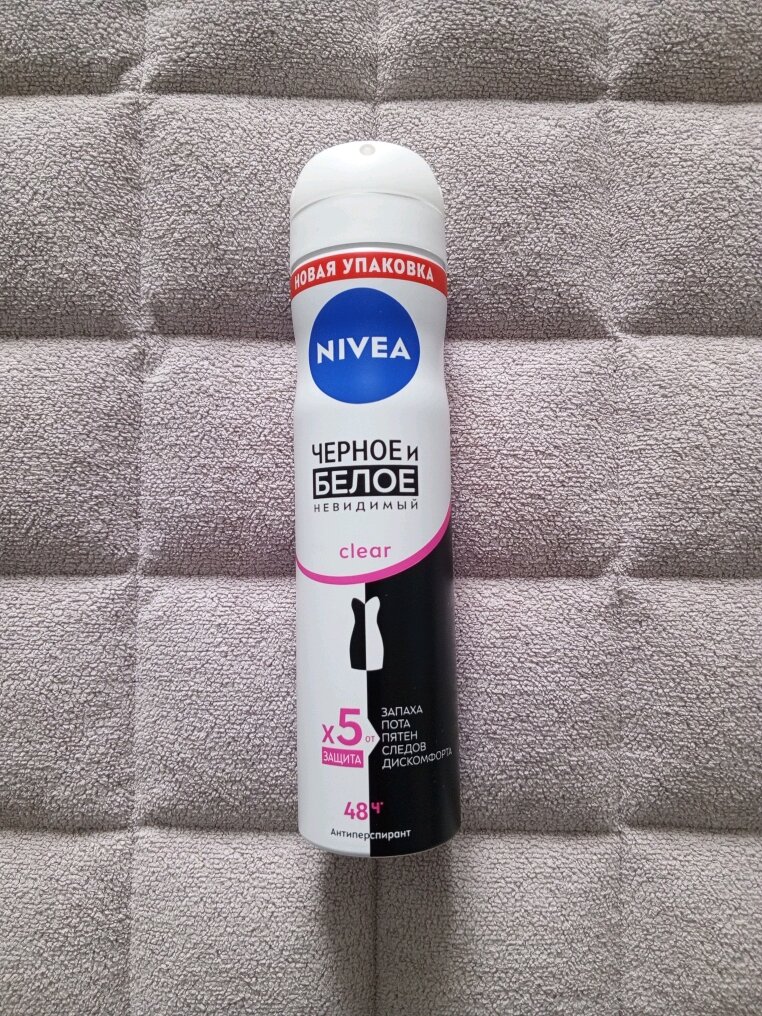 НОВАЯ УПАКОВКА
NIVEA
ЧЕРНОЕ и
БЕЛОЕ
НЕВИДИМЫЙ
clear
x5 от
ЗАЩИТА
ЗАПАХА
ПОТА
ПЯТЕН
СЛЕДОВ
ДИСКОМФОРТА
48ч*
Антиперспирант